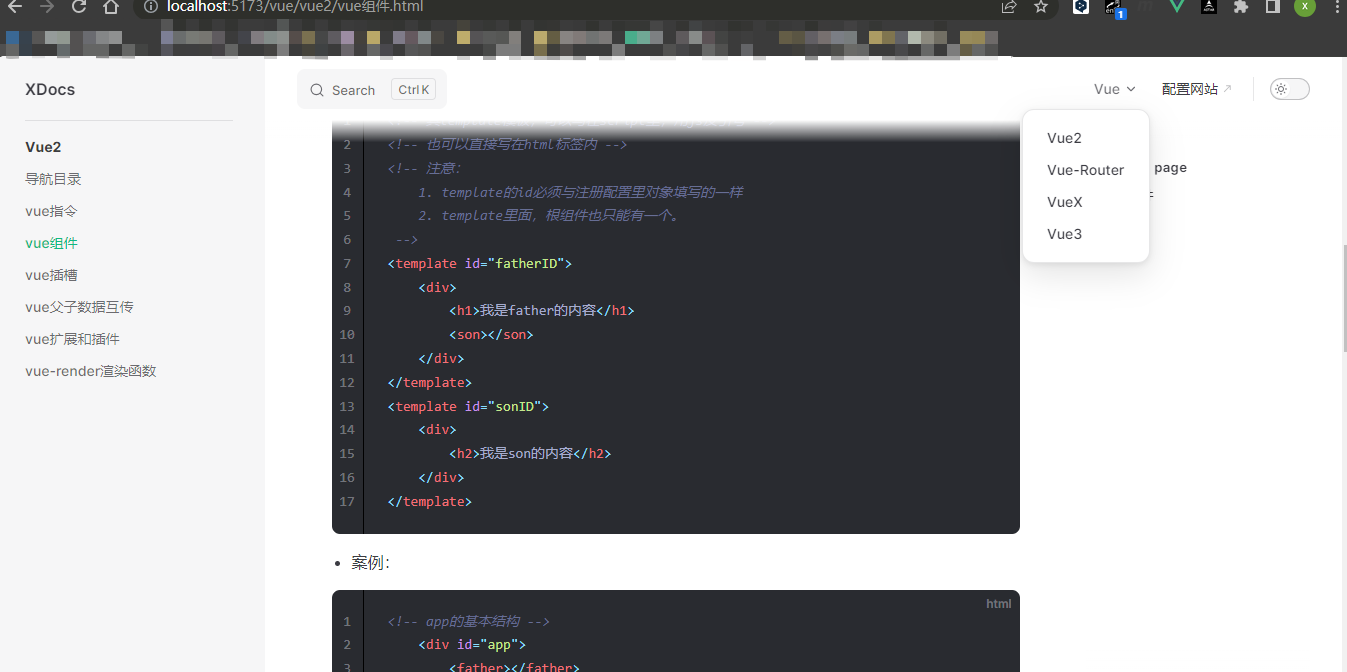 localhost:5173/vue/vue2/vue组件.html
XDocs
Search
Ctrl K
Vue
配置网站
Vue2
导航目录
vue指令
vue组件
vue插槽
vue父子数据互传
vue扩展和插件
vue-render渲染函数
Vue2
Vue-Router
VueX
Vue3
page
2 <!-- 也可以直接写在html标签内 -->
3 <!-- 注意:
4 1. template的id必须与注册配置里对象填写的一样
5 2. template里面，根组件也只能有一个。
6 -->
7 <template id="fatherID">
8 <div>
9 <h1>我是father的内容</h1>
10 <son></son>
11 </div>
12 </template>
13 <template id="sonID">
14 <div>
15 <h2>我是son的内容</h2>
16 </div>
17 </template>
• 案例:
html
1 <!-- app的基本结构 -->
2 <div id="app">
3 <father></father>